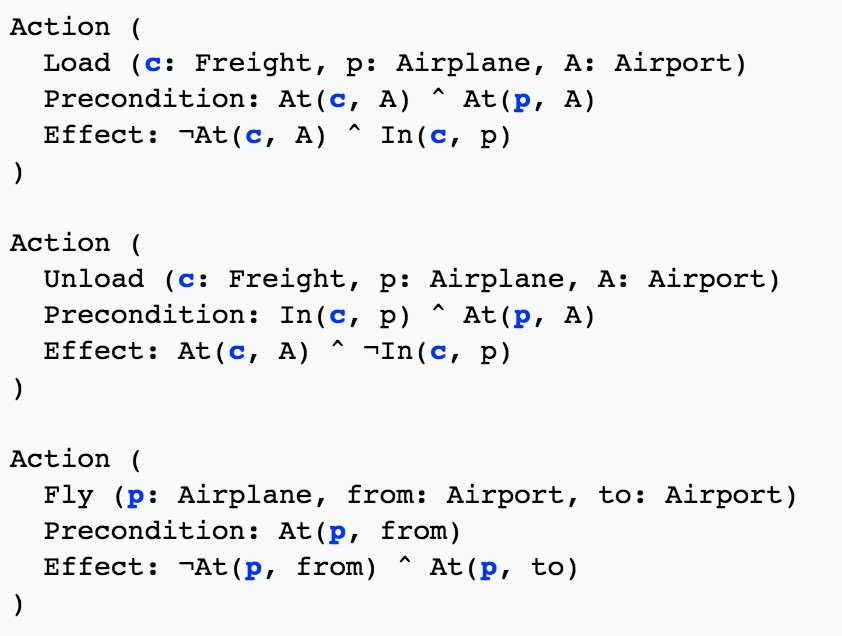 Action (
  Load (c: Freight, p: Airplane, A: Airport)
  Precondition: At(c, A) ^ At(p, A)
  Effect: ¬At(c, A) ^ In(c, p)
)

Action (
  Unload (c: Freight, p: Airplane, A: Airport)
  Precondition: In(c, p) ^ At(p, A)
  Effect: At(c, A) ^ ¬In(c, p)
)

Action (
  Fly (p: Airplane, from: Airport, to: Airport)
  Precondition: At(p, from)
  Effect: ¬At(p, from) ^ At(p, to)
)